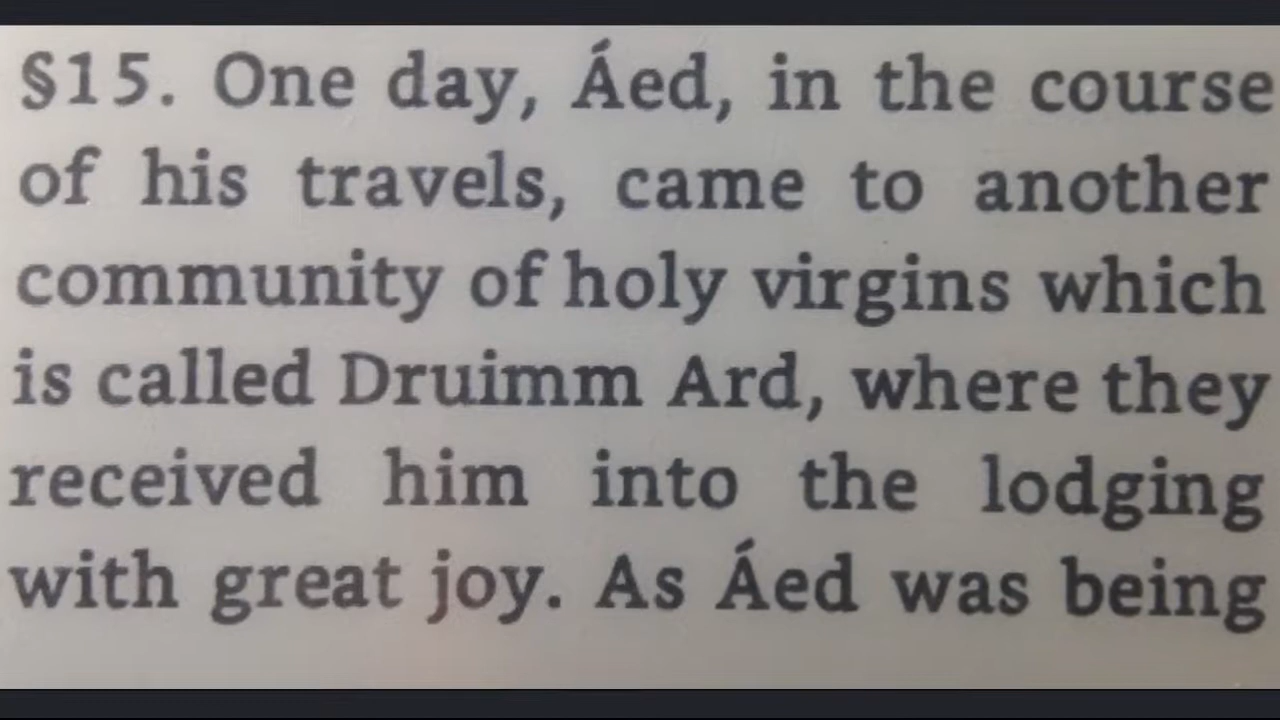 §15. One day, Áed, in the course
of his travels, came to another
community of holy virgins which
is called Druimm Ard, where they
received him into the lodging
with great joy. As Áed was being